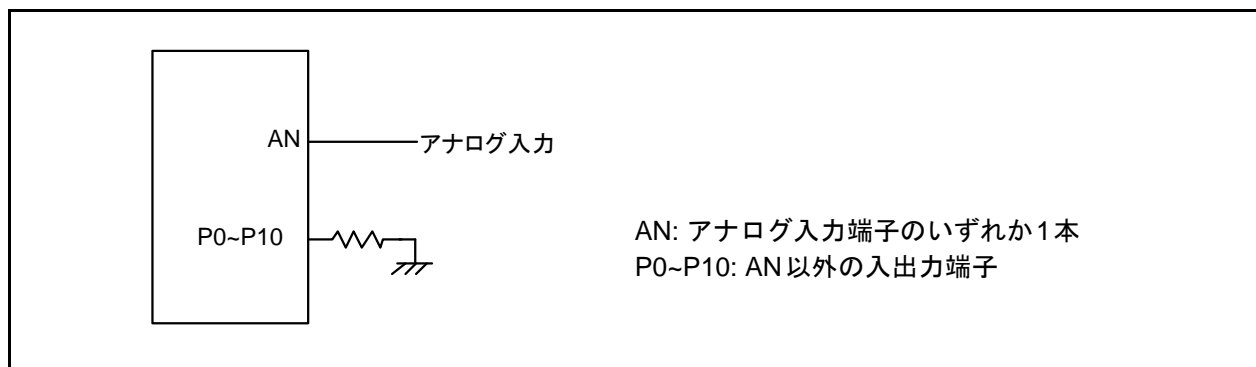 AN
アナログ入力
P0~P10
AN: アナログ入力端子のいずれか1本
P0~P10: AN以外の入出力端子